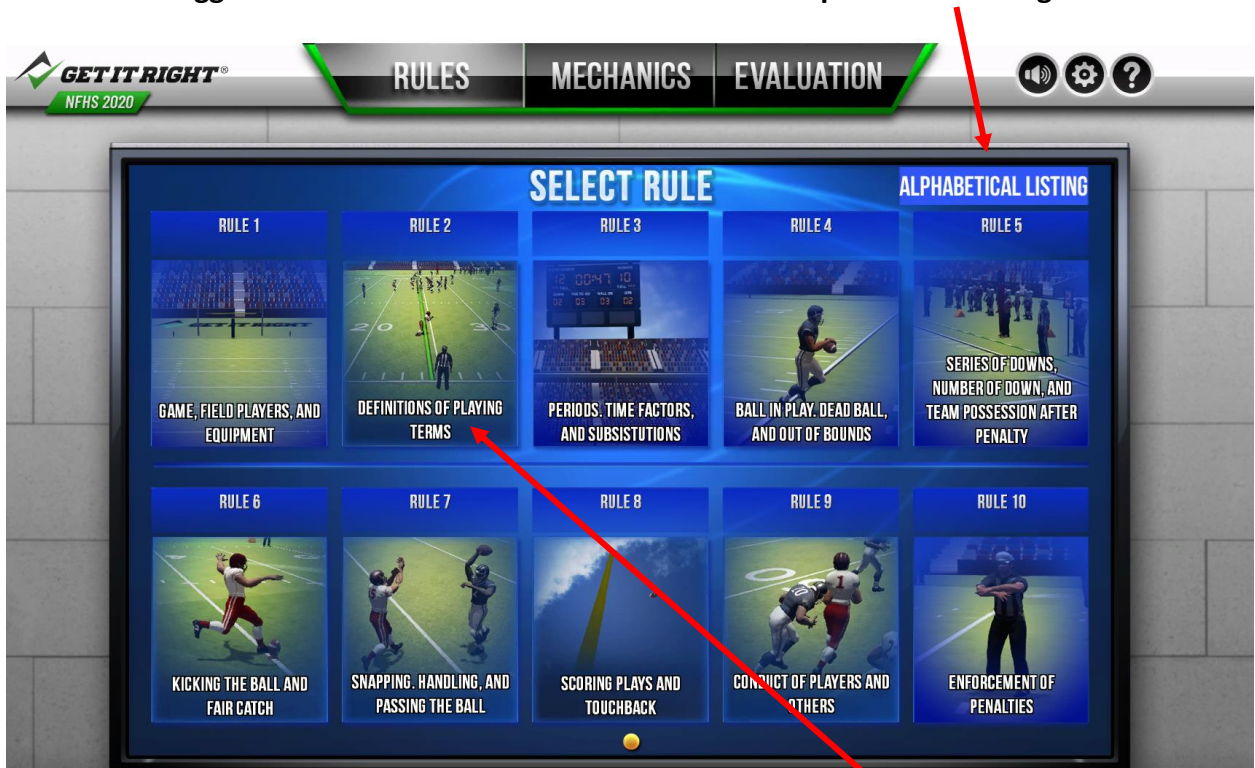 GET IT RIGHT®
NFHS 2020
RULES MECHANICS EVALUATION
SELECT RULE
ALPHABETICAL LISTING
RULE 1
GAME, FIELD PLAYERS, AND
EQUIPMENT
RULE 2
DEFINITIONS OF PLAYING
TERMS
RULE 3
PERIODS. TIME FACTORS,
AND SUBSISTUTIONS
RULE 4
BALL IN PLAY. DEAD BALL,
AND OUT OF BOUNDS
RULE 5
SERIES OF DOWNS,
NUMBER OF DOWN, AND
TEAM POSSESSION AFTER
PENALTY
RULE 6
KICKING THE BALL AND
FAIR CATCH
RULE 7
SNAPPING. HANDLING, AND
PASSING THE BALL
RULE 8
SCORING PLAYS AND
TOUCHBACK
RULE 9
CONDUCT OF PLAYERS AND
OTHERS
RULE 10
ENFORCEMENT OF
PENALTIES